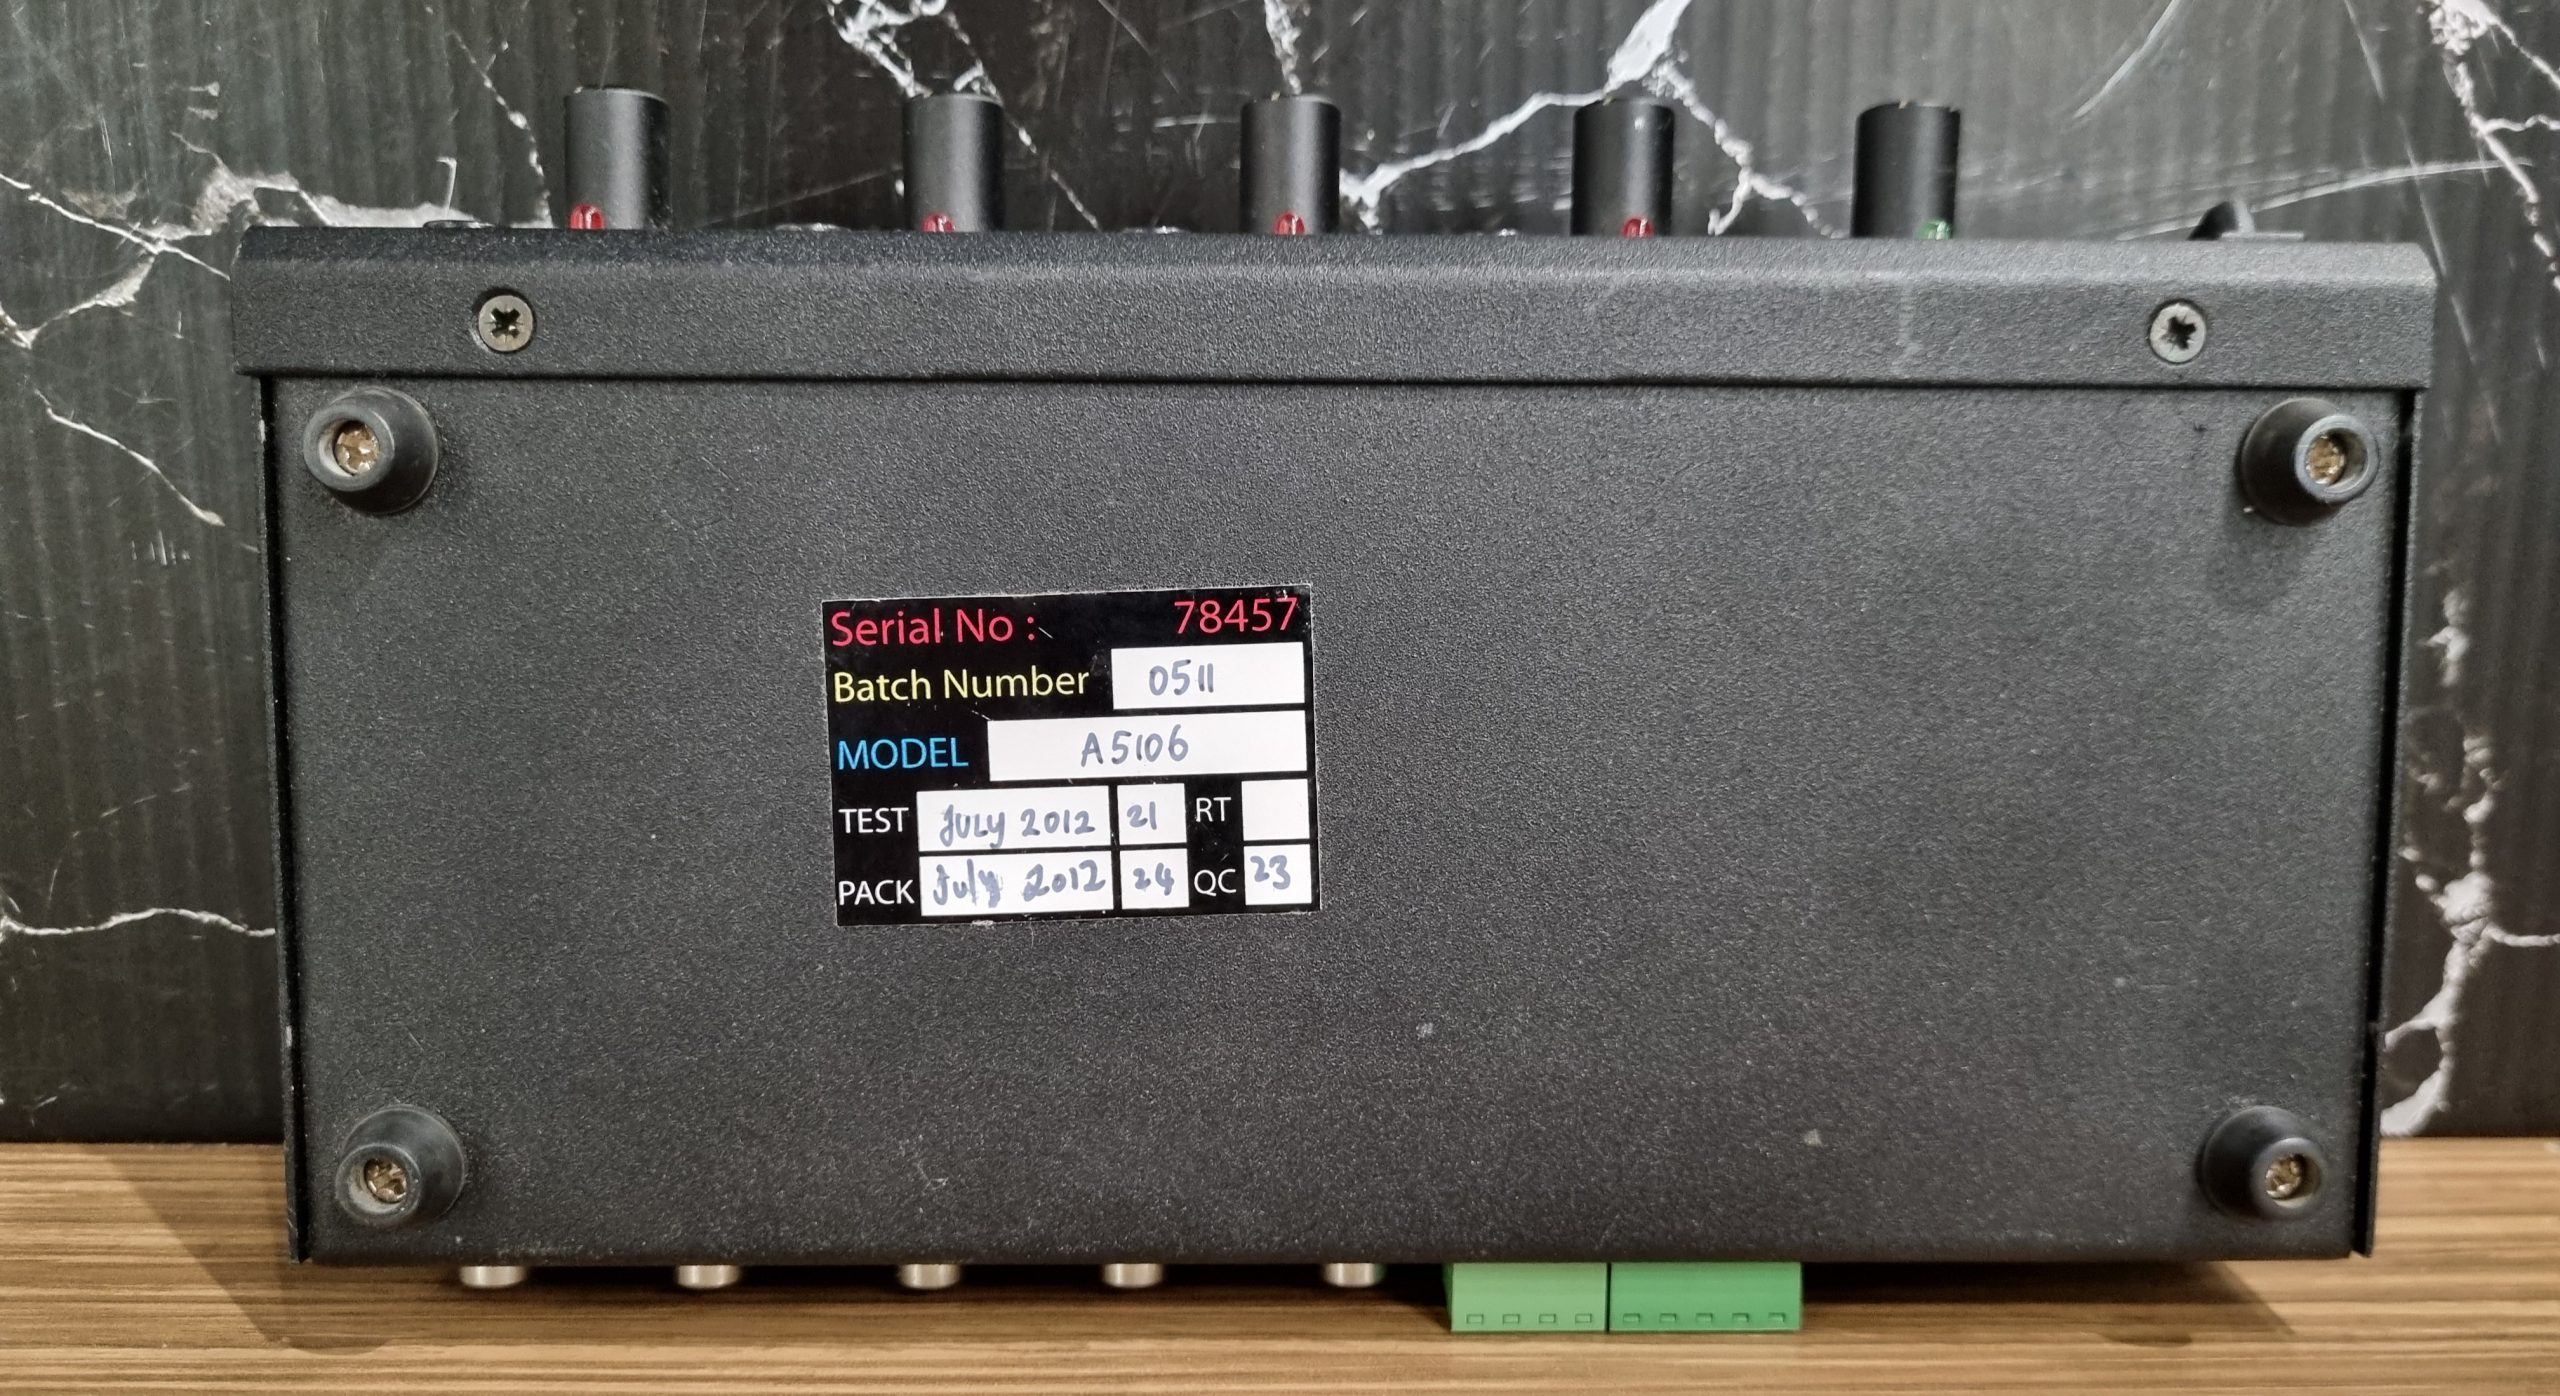 Serial No : 78457
Batch Number 0511
MODEL A5106
TEST JULY 2012 21 RT
PACK July 2012 24 QC 23